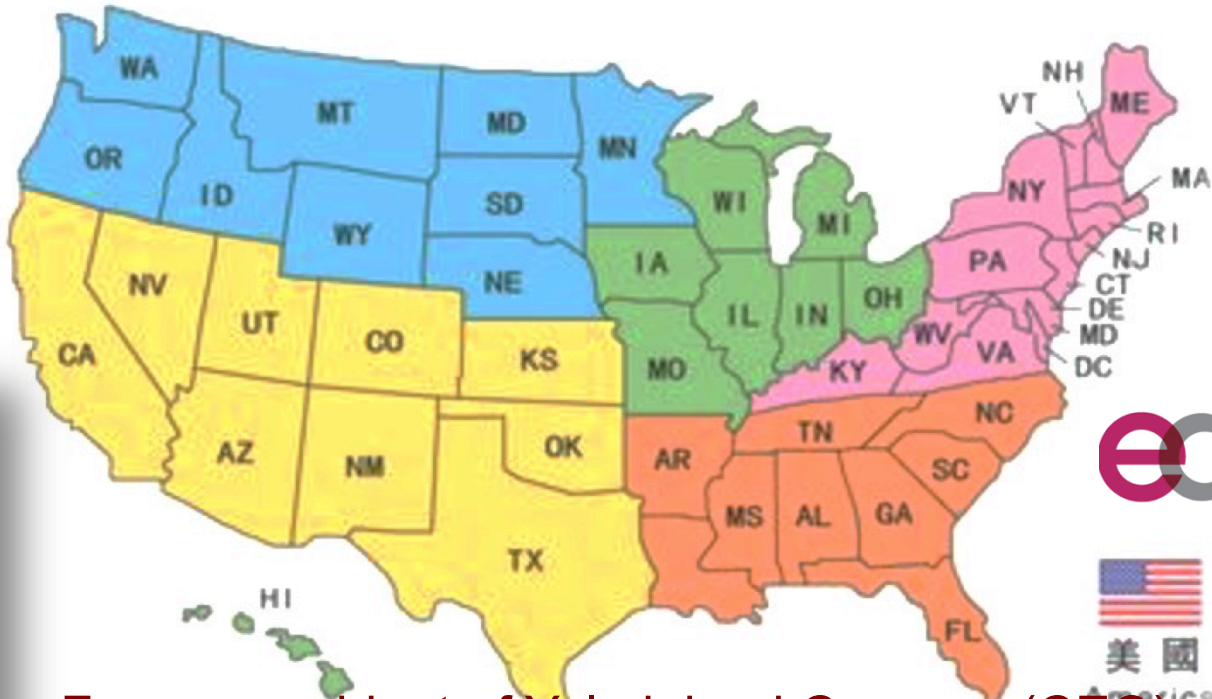 WA
MT
MD
MN
OR
ID
SD
WY
NE
WI
MI
IA
IL
IN
OH
MO
NH
VT
ME
MA
NY
RI
NJ
PA
CT
DE
MD
DC
WV
VA
KY
NV
UT
CO
KS
CA
AZ
NM
OK
TX
AR
TN
NC
SC
MS
AL
GA
FL
HI
美國